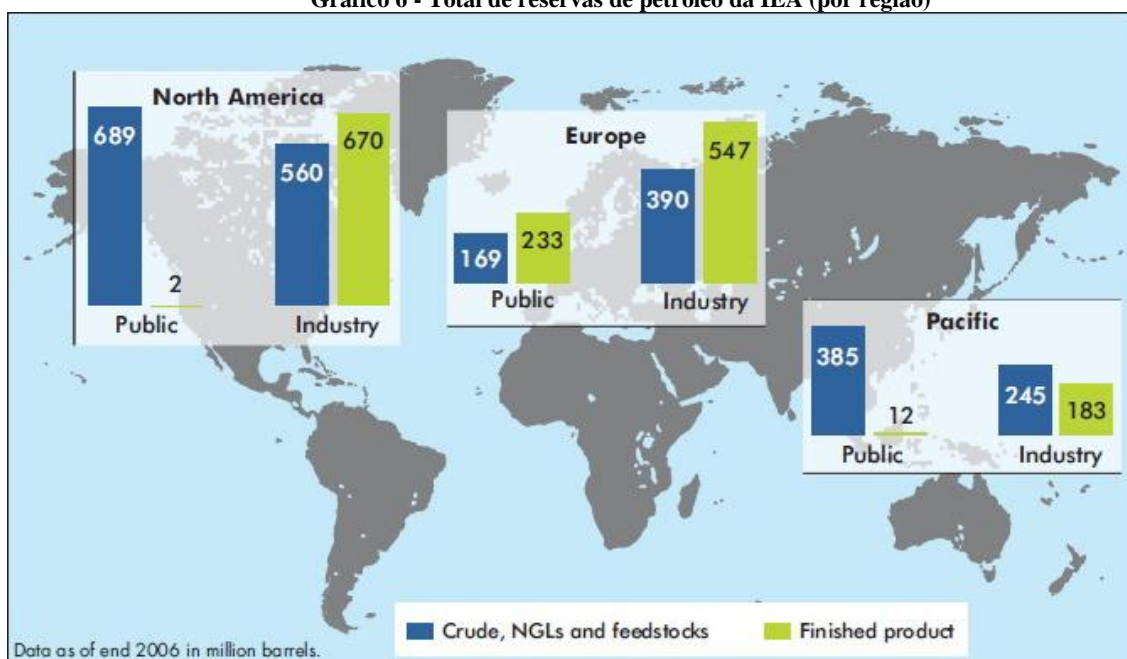 Gráfico 6 - Total de reservas de petróleo da IEA (por região)
North America
689
2
560
670
Public
Industry
Europe
169
233
390
547
Public
Industry
Pacific
385
12
245
183
Public
Industry
Crude, NGLs and feedstocks
Finished product
Data as of end 2006 in million barrels.